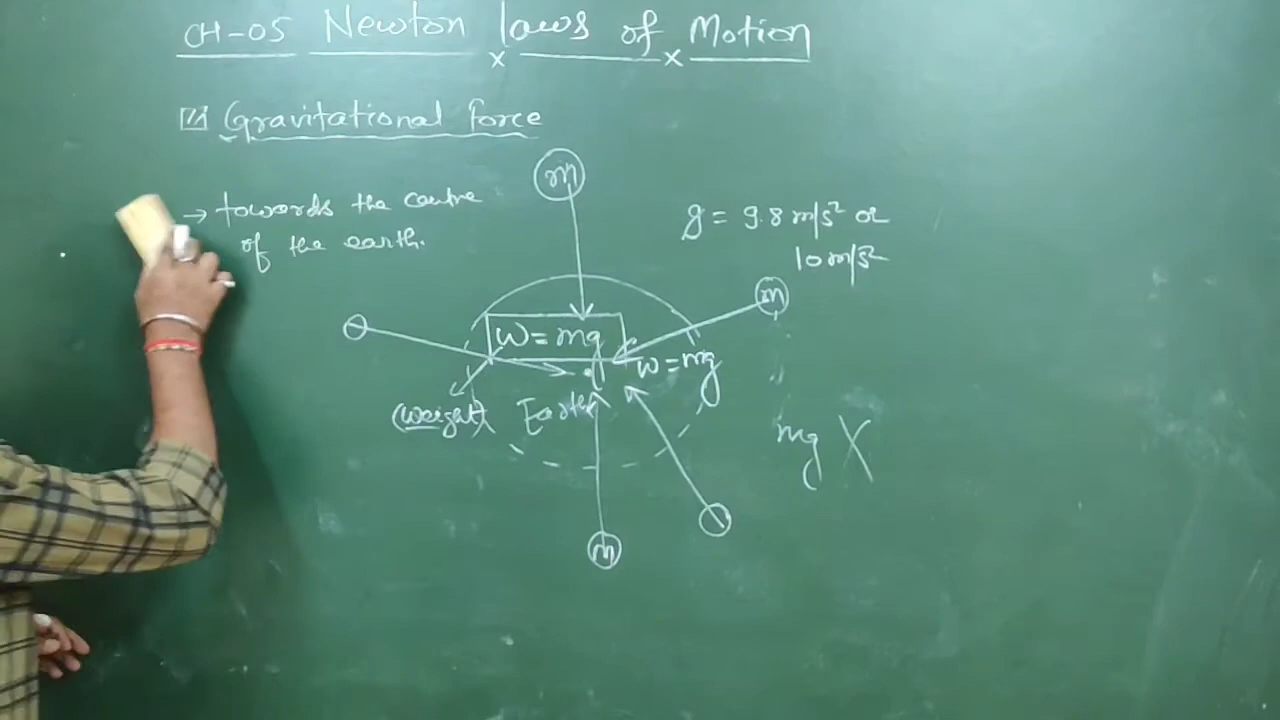 CH-05 Newton laws of Motion
Gravitational force
m
→ towards the centre
of the earth.
g = 9.8 m/s² or
10 m/s²
m
W = mg
W = mg
(weight)
Earth
mg X
m